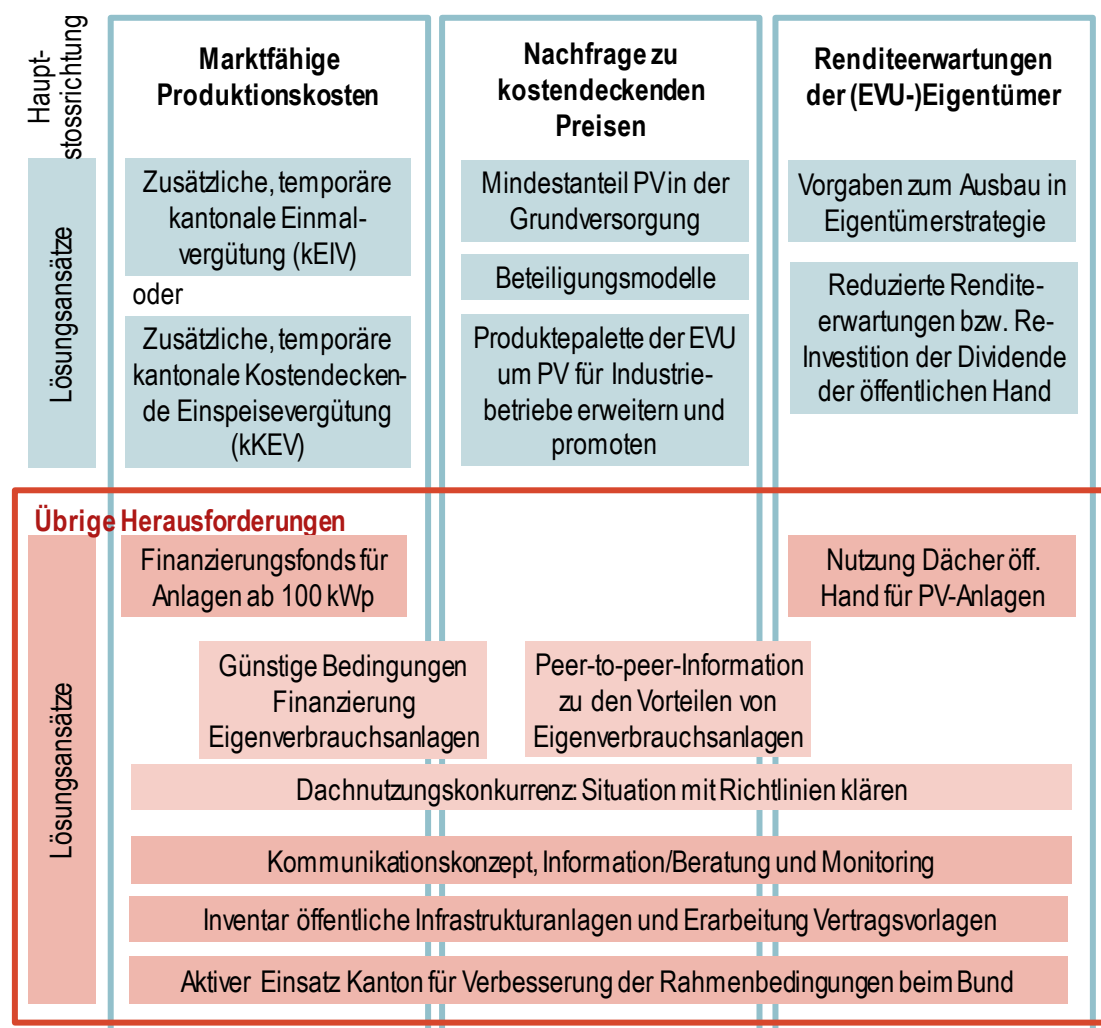 Haupt-
stossrichtung
Marktfähige
Produktionskosten
Nachfrage zu
kostendeckenden
Preisen
Renditeerwartungen
der (EVU-)Eigentümer
Lösungsansätze
Zusätzliche, temporäre
kantonale Einmal-
vergütung (kEIV)
oder
Zusätzliche, temporäre
kantonale Kostendecken-
de Einspeisevergütung
(kKEV)
Mindestanteil PV in der
Grundversorgung
Beteiligungsmodelle
Produktepalette der EVU
um PV für Industrie-
betriebe erweitern und
promoten
Vorgaben zum Ausbau in
Eigentümerstrategie
Reduzierte Rendite-
erwartungen bzw. Re-
Investition der Dividende
der öffentlichen Hand
Übrige Herausforderungen
Lösungsansätze
Finanzierungsfonds für
Anlagen ab 100 kWp
Nutzung Dächer öff.
Hand für PV-Anlagen
Günstige Bedingungen
Finanzierung
Eigenverbrauchsanlagen
Peer-to-peer-Information
zu den Vorteilen von
Eigenverbrauchsanlagen
Dachnutzungskonkurrenz: Situation mit Richtlinien klären
Kommunikationskonzept, Information/Beratung und Monitoring
Inventar öffentliche Infrastrukturanlagen und Erarbeitung Vertragsvorlagen
Aktiver Einsatz Kanton für Verbesserung der Rahmenbedingungen beim Bund